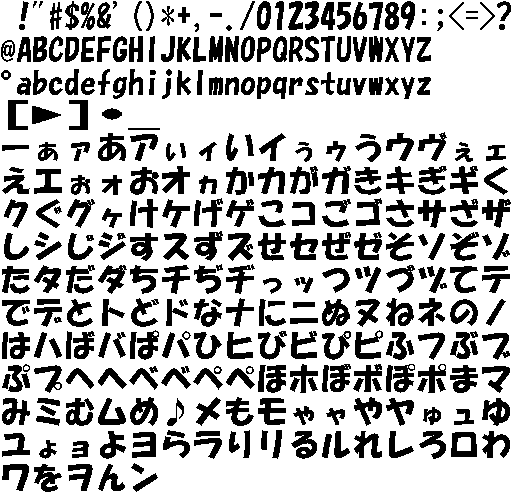 !"#$%&'()*+,-./0123456789:;<=>?
@ABCDEFGHIJKLMNOPQRSTUVWXYZ
°abcdefghijklmnopqrstuvwxyz
【▶】
ーぁァあアぃィいイぅゥうウヴぇェ
えエぉォおオヵかカがガきキぎギく
クぐグヶけケげゲこコごゴさサざザ
しシじジすスずズせセぜゼそソぞゾ
たタだダちチぢヂっッつツづヅてテ
でデとトどドなナにニぬヌねネのノ
はハばバぱパひヒびビぴピふフぶブ
ぷプへヘべベぺペほホぼボぽポまマ
みミむムめ♪メもモゃャやヤゅュゆ
ユょョよヨらラりリるルれレろロわ
ワをヲんン